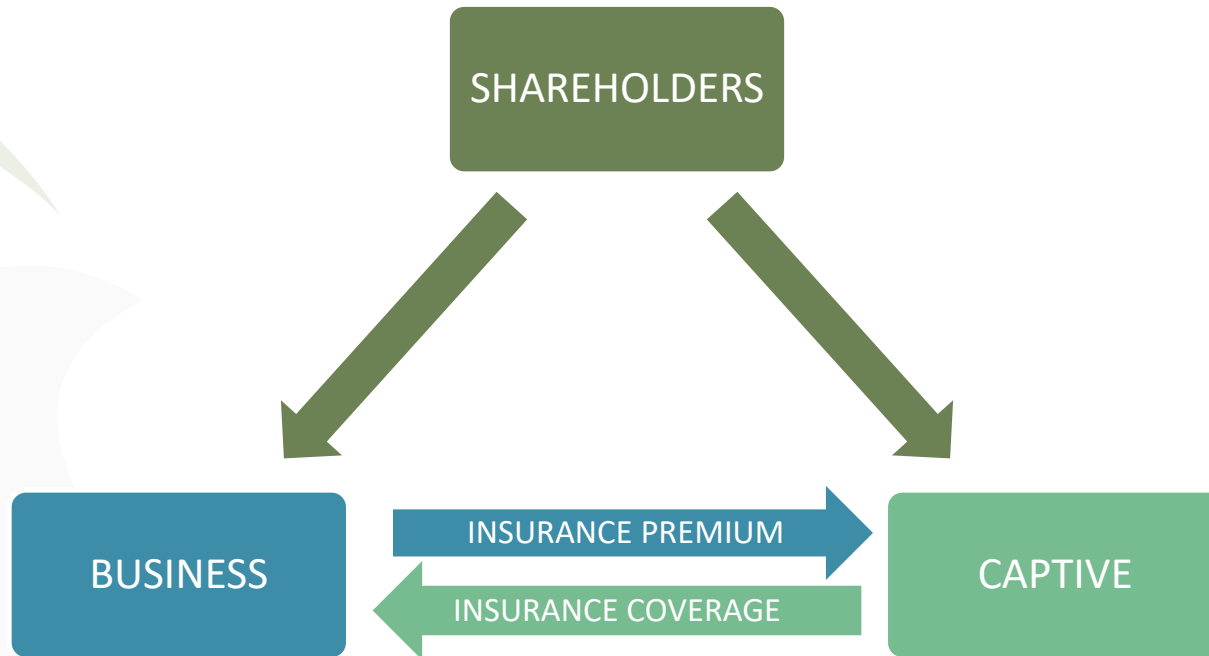 SHAREHOLDERS
INSURANCE PREMIUM
BUSINESS
CAPTIVE
INSURANCE COVERAGE